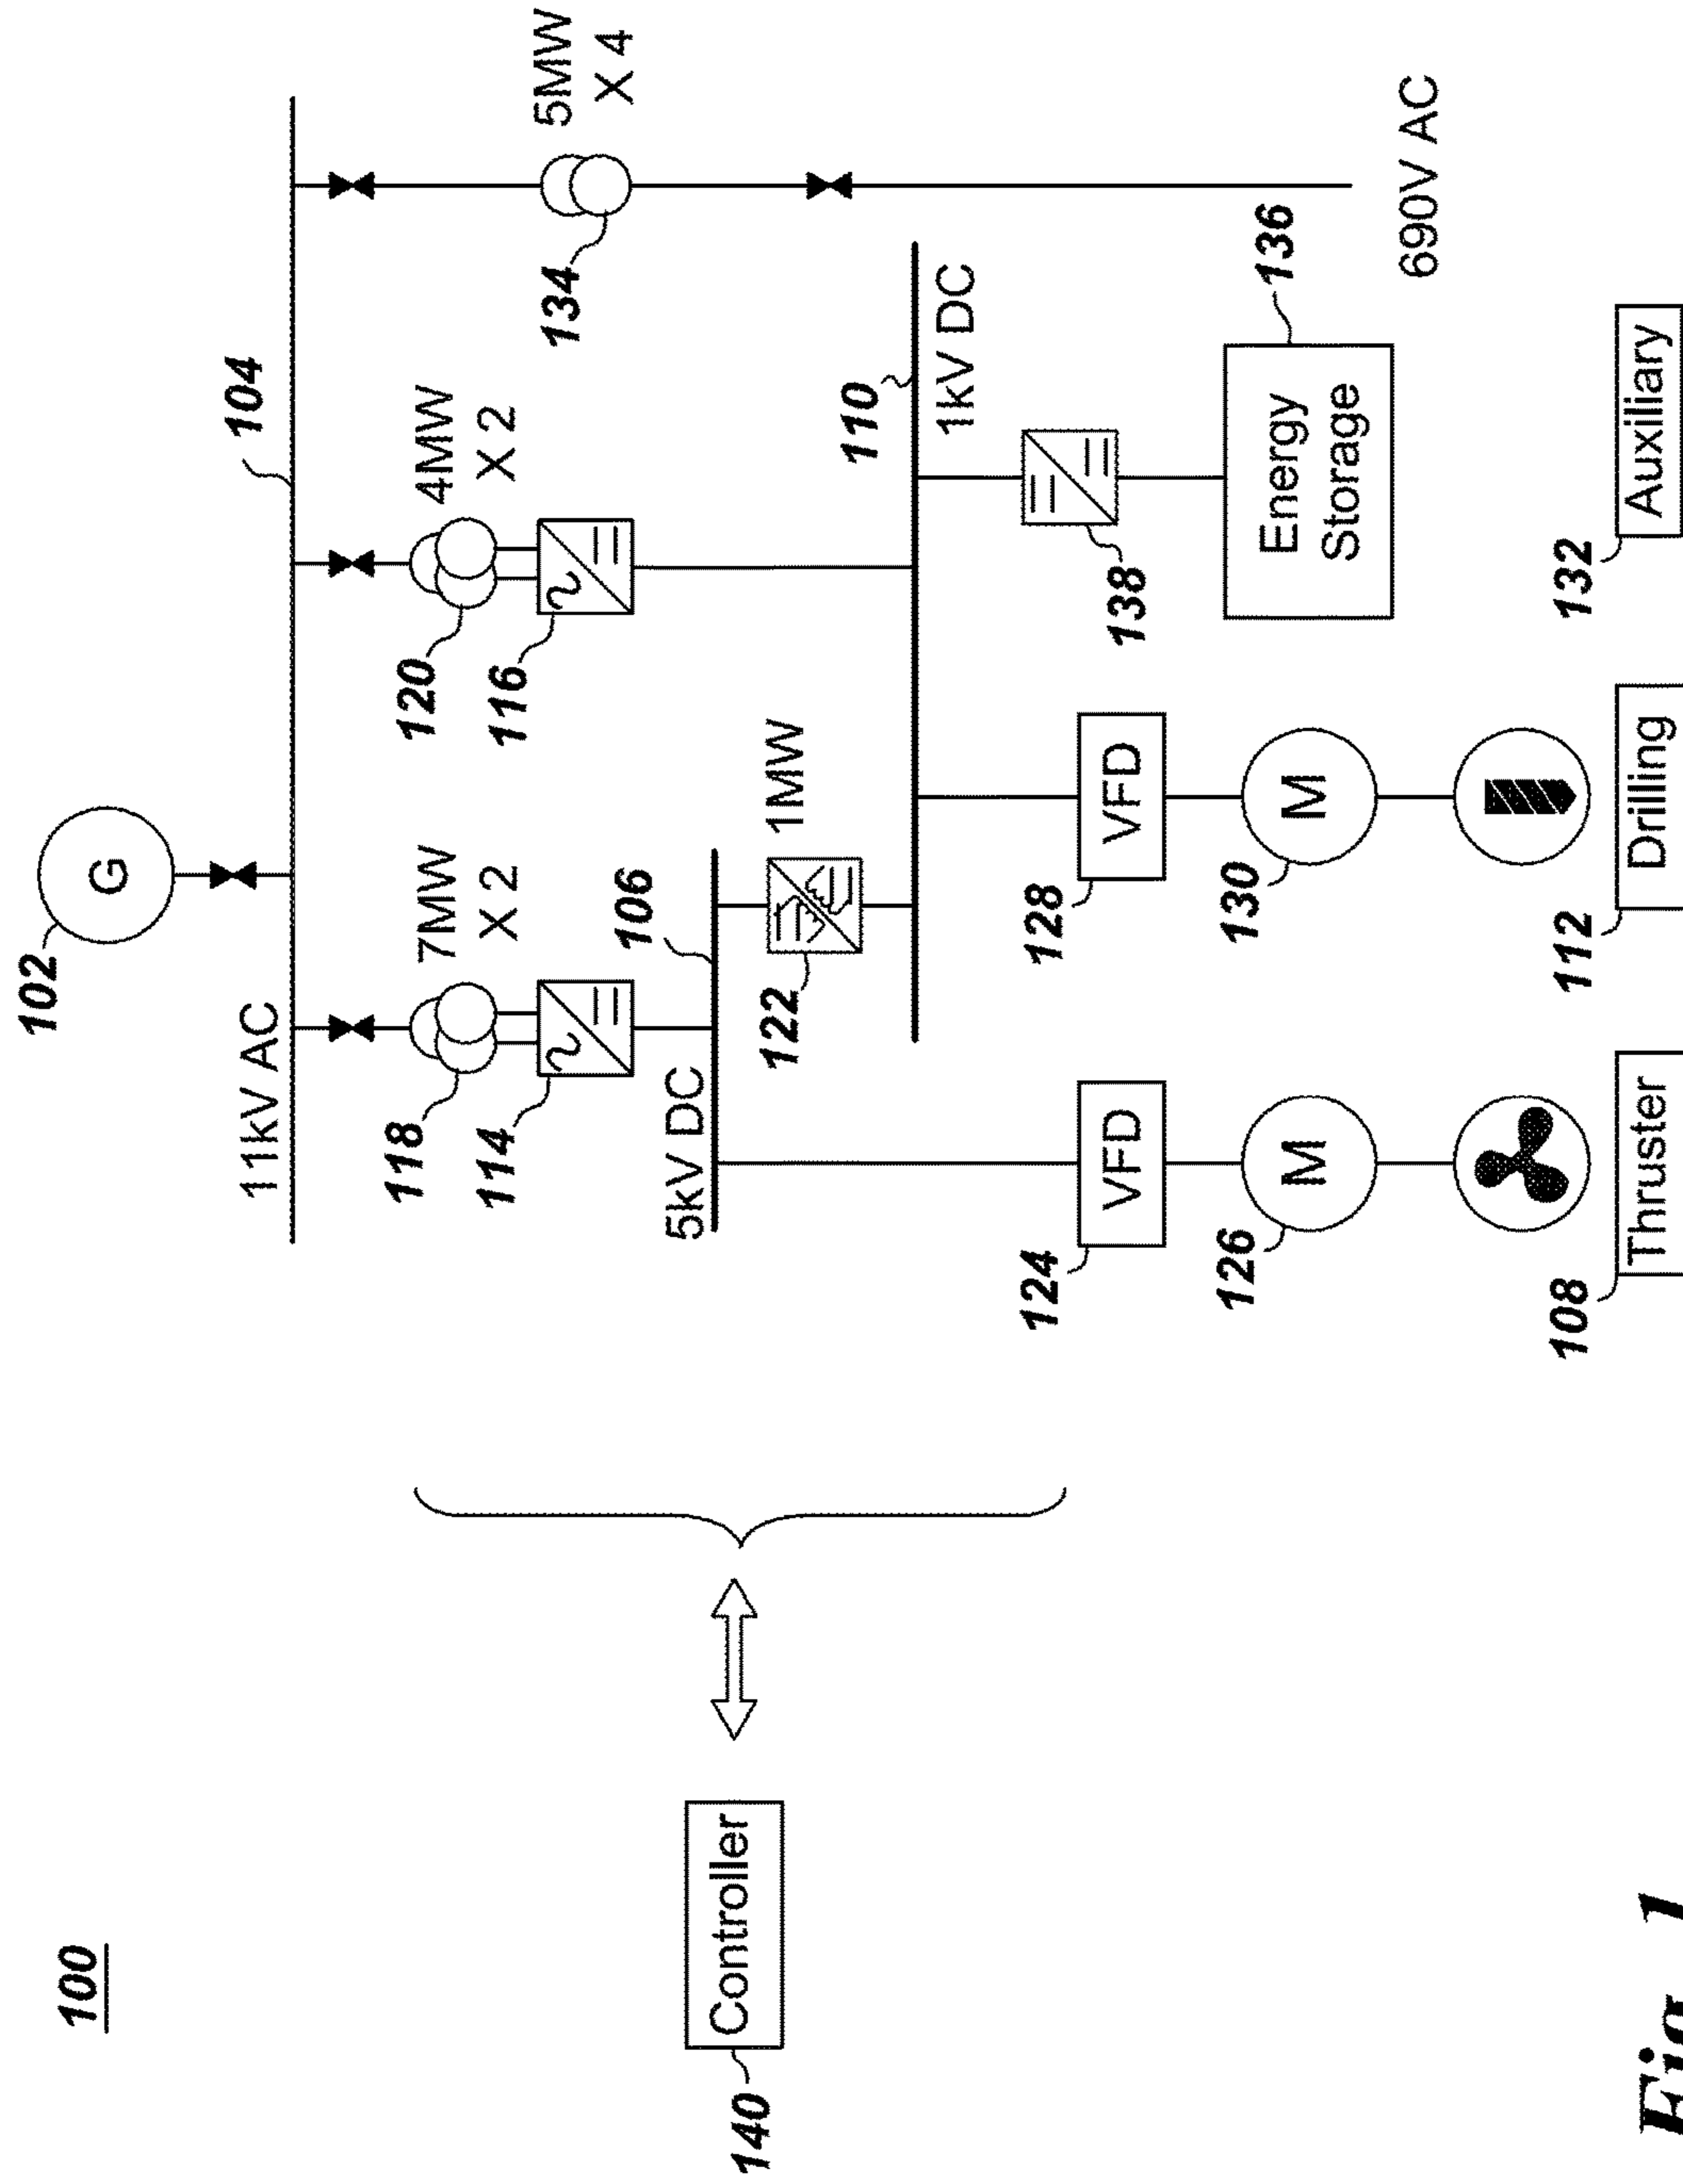 100
102
G
11kV AC
104
7MW
X 2
4MW
X 2
5MW
X 4
118
120
134
114
116
5kV DC
106
1MW
122
110
1kV DC
138
136
Energy
Storage
690V AC
124
VFD
128
VFD
126
M
130
M
108
Thruster
112
Drilling
132
Auxiliary
140
Controller
Fig. 1